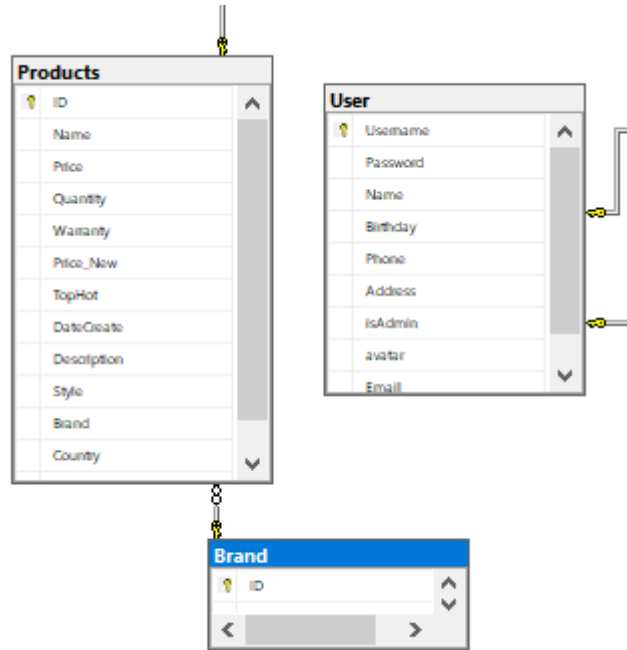 Products
ID
Name
Price
Quantity
Warranty
Price_New
TopHot
DateCreate
Description
Style
Brand
Country
User
Username
Password
Name
Birthday
Phone
Address
isAdmin
avatar
Email
Brand
ID